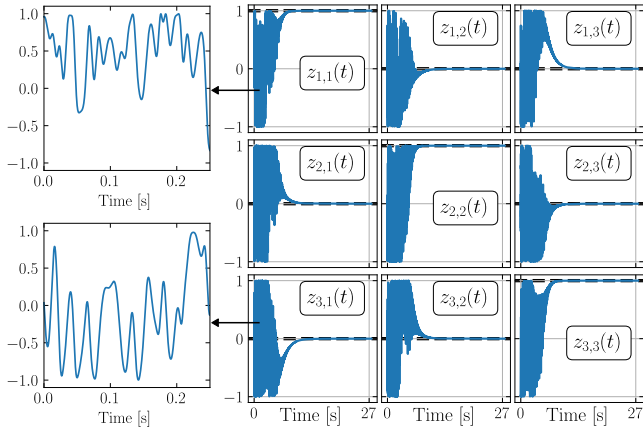 1.0
0.5
0.0
−0.5
−1.0
0.0
0.1
0.2
Time [s]
1.0
0.5
0.0
−0.5
−1.0
0.0
0.1
0.2
Time [s]
1
0
−1
z1,1(t)
z1,2(t)
z1,3(t)
1
0
−1
z2,1(t)
z2,2(t)
z2,3(t)
1
0
−1
z3,1(t)
z3,2(t)
z3,3(t)
0
Time [s]
27
0
Time [s]
27
0
Time [s]
27